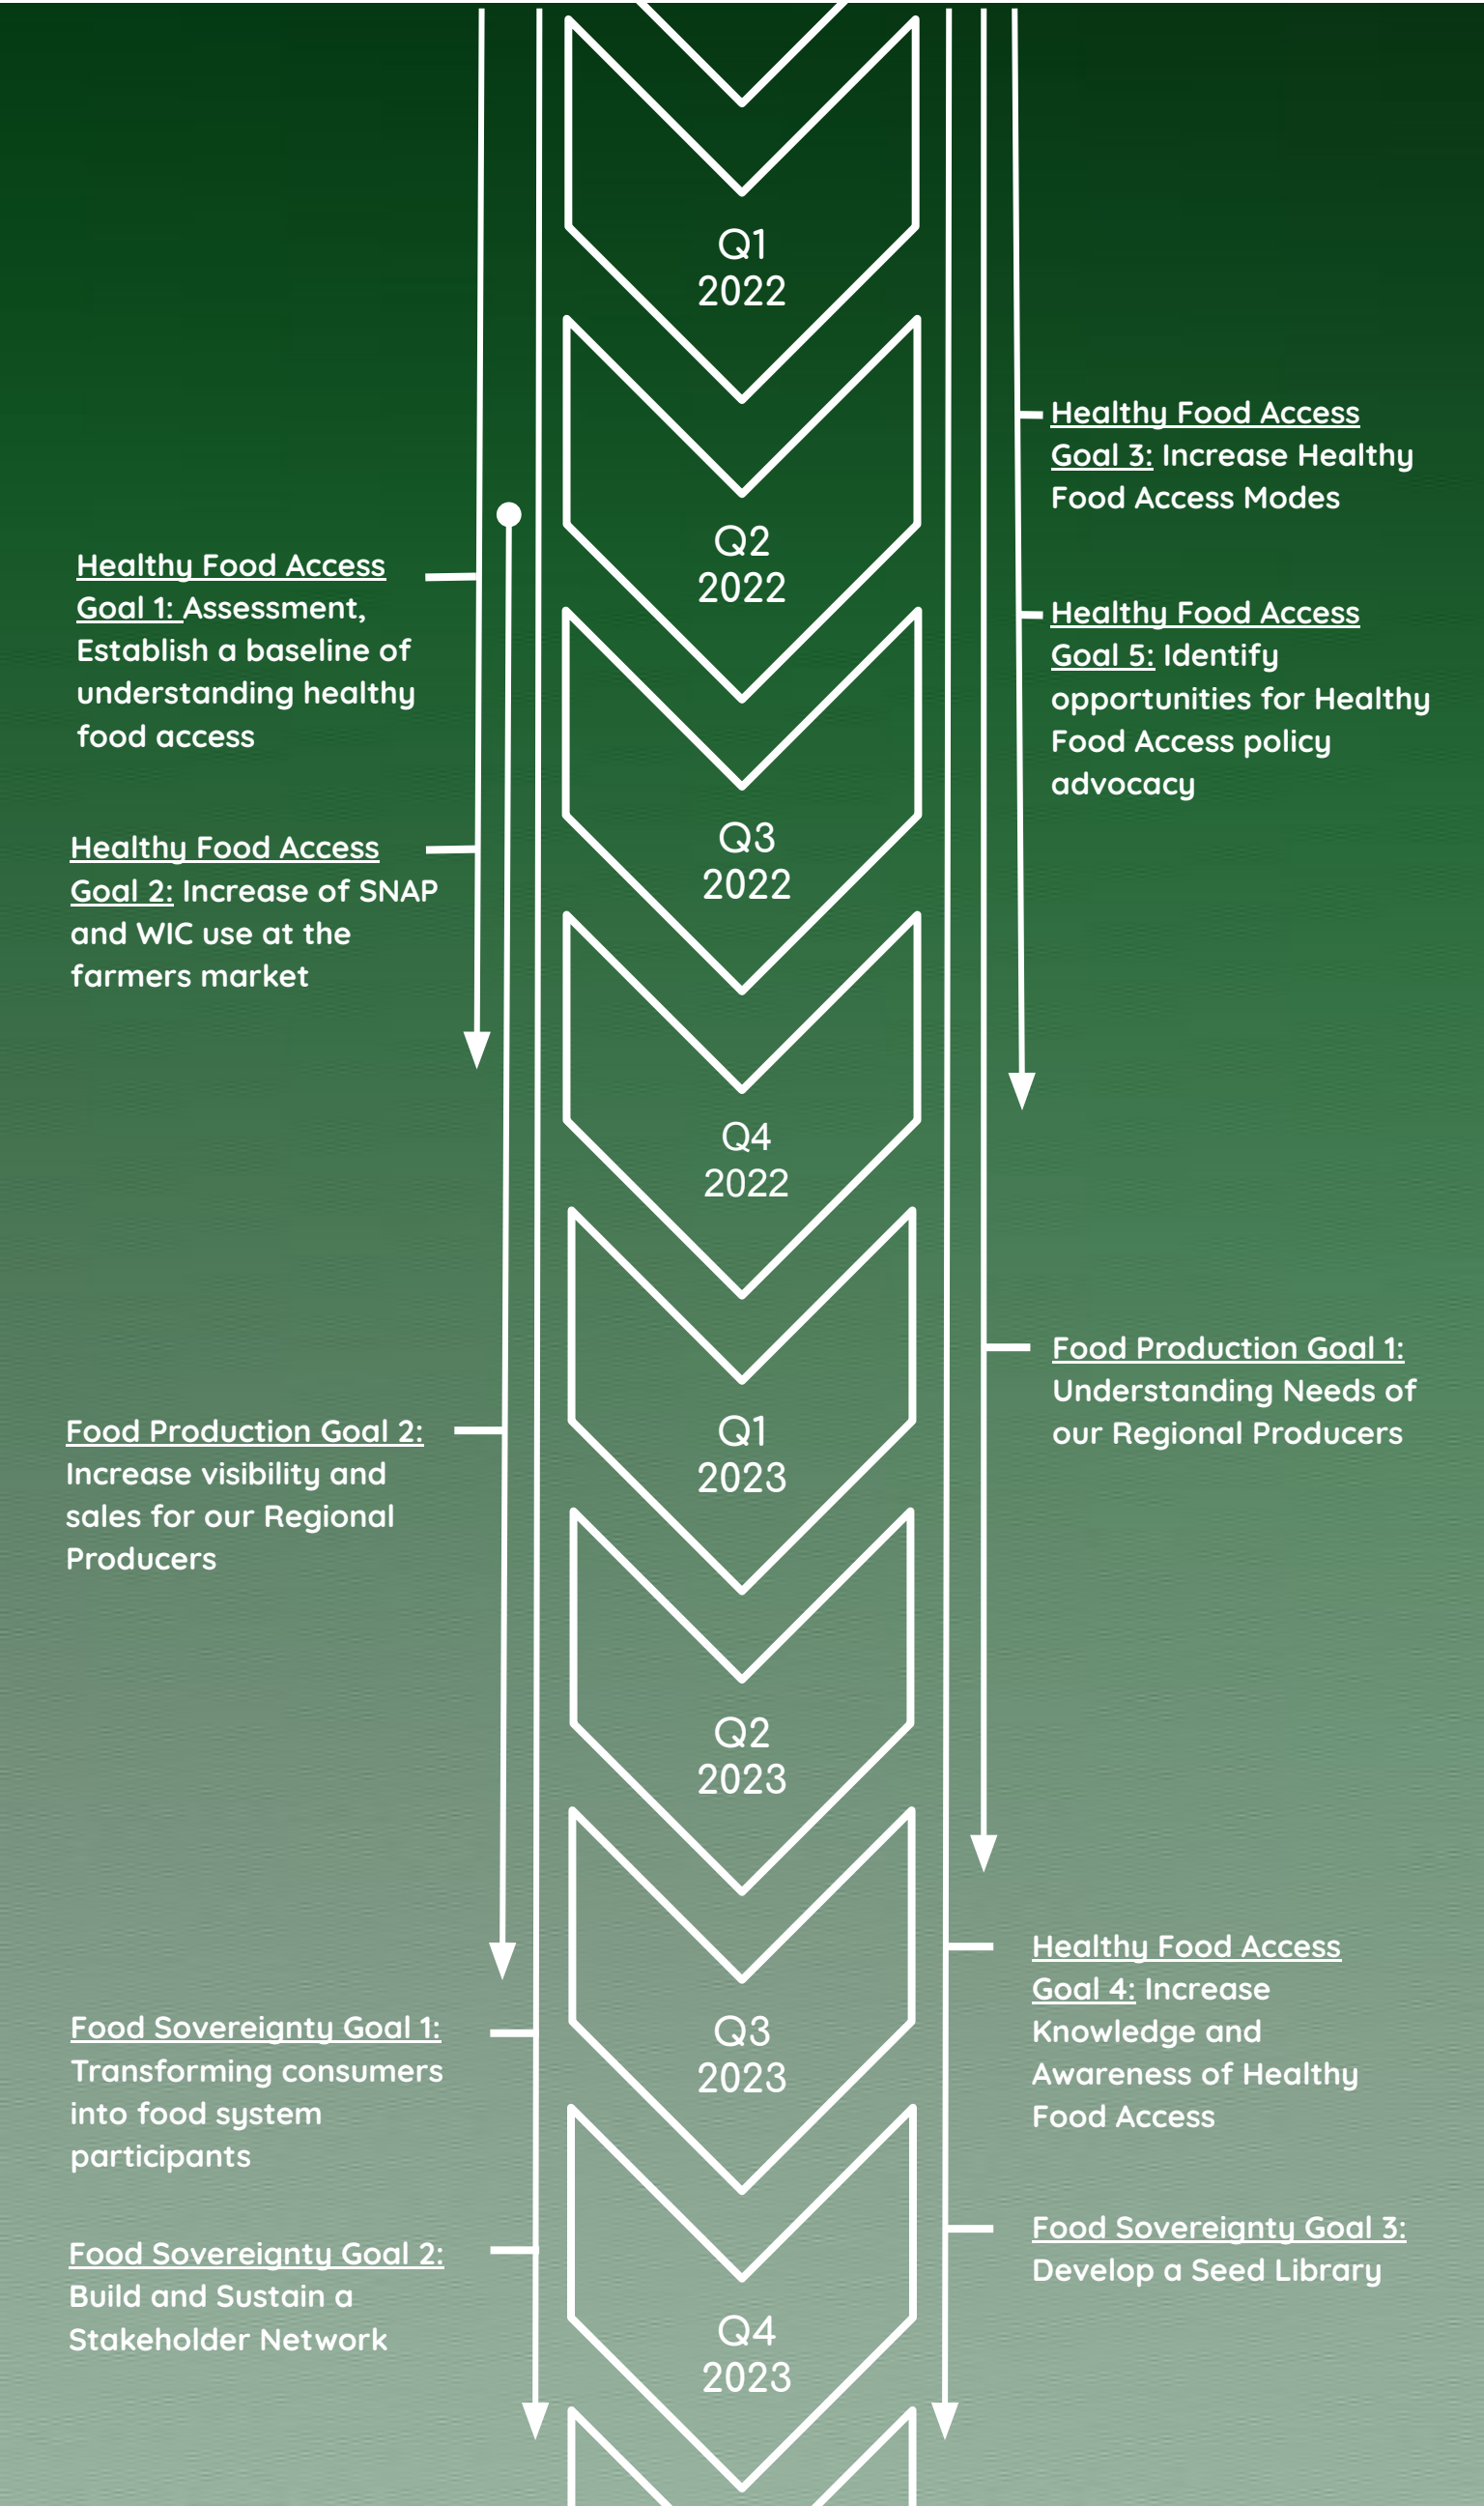 Q1
2022
Healthy Food Access
Goal 3: Increase Healthy
Food Access Modes
Q2
2022
Healthy Food Access
Goal 1: Assessment,
Establish a baseline of
understanding healthy
food access
Healthy Food Access
Goal 5: Identify
opportunities for Healthy
Food Access policy
advocacy
Q3
2022
Healthy Food Access
Goal 2: Increase of SNAP
and WIC use at the
farmers market
Q4
2022
Food Production Goal 1:
Understanding Needs of
our Regional Producers
Q1
2023
Food Production Goal 2:
Increase visibility and
sales for our Regional
Producers
Q2
2023
Healthy Food Access
Goal 4: Increase
Knowledge and
Awareness of Healthy
Food Access
Q3
2023
Food Sovereignty Goal 1:
Transforming consumers
into food system
participants
Food Sovereignty Goal 3:
Develop a Seed Library
Food Sovereignty Goal 2:
Build and Sustain a
Stakeholder Network
Q4
2023